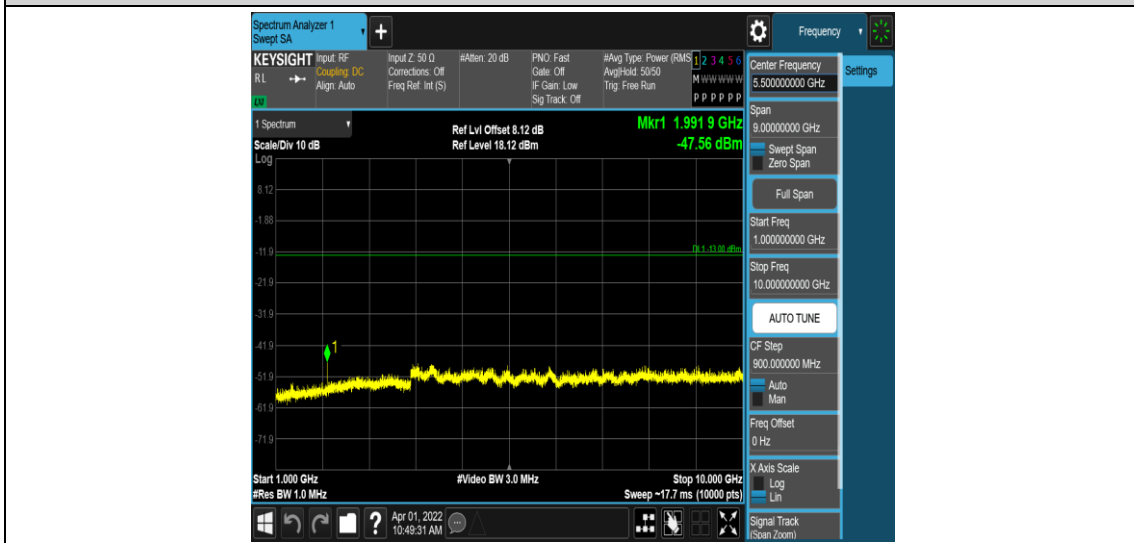 Spectrum Analyzer 1
Swept SA
+
Frequency
KEYSIGHT
RL
LXI
Input: RF
Coupling: DC
Align: Auto
Input Z: 50 Ω
Corrections: Off
Freq Ref: Int (S)
#Atten: 20 dB
PNO: Fast
Gate: Off
IF Gain: Low
Sig Track: Off
#Avg Type: Power (RMS
Avg|Hold: 50/50
Trig: Free Run
1 2 3 4 5 6
M W W W W W
P P P P P P
Center Frequency
5.500000000 GHz
Settings
Span
9.00000000 GHz
Swept Span
Zero Span
Full Span
Start Freq
1.000000000 GHz
Stop Freq
10.000000000 GHz
AUTO TUNE
CF Step
900.000000 MHz
Auto
Man
Freq Offset
0 Hz
X Axis Scale
Log
Lin
Signal Track
(Span Zoom)
1 Spectrum
Scale/Div 10 dB
Ref Lvl Offset 8.12 dB
Ref Level 18.12 dBm
Mkr1 1.991 9 GHz
-47.56 dBm
Log
8.12
-1.88
-11.9
DL1 -13.00 dBm
-21.9
-31.9
-41.9
1
-51.9
-61.9
-71.9
Start 1.000 GHz
#Video BW 3.0 MHz
Stop 10.000 GHz
#Res BW 1.0 MHz
Sweep ~17.7 ms (10000 pts)
?
Apr 01, 2022
10:49:31 AM